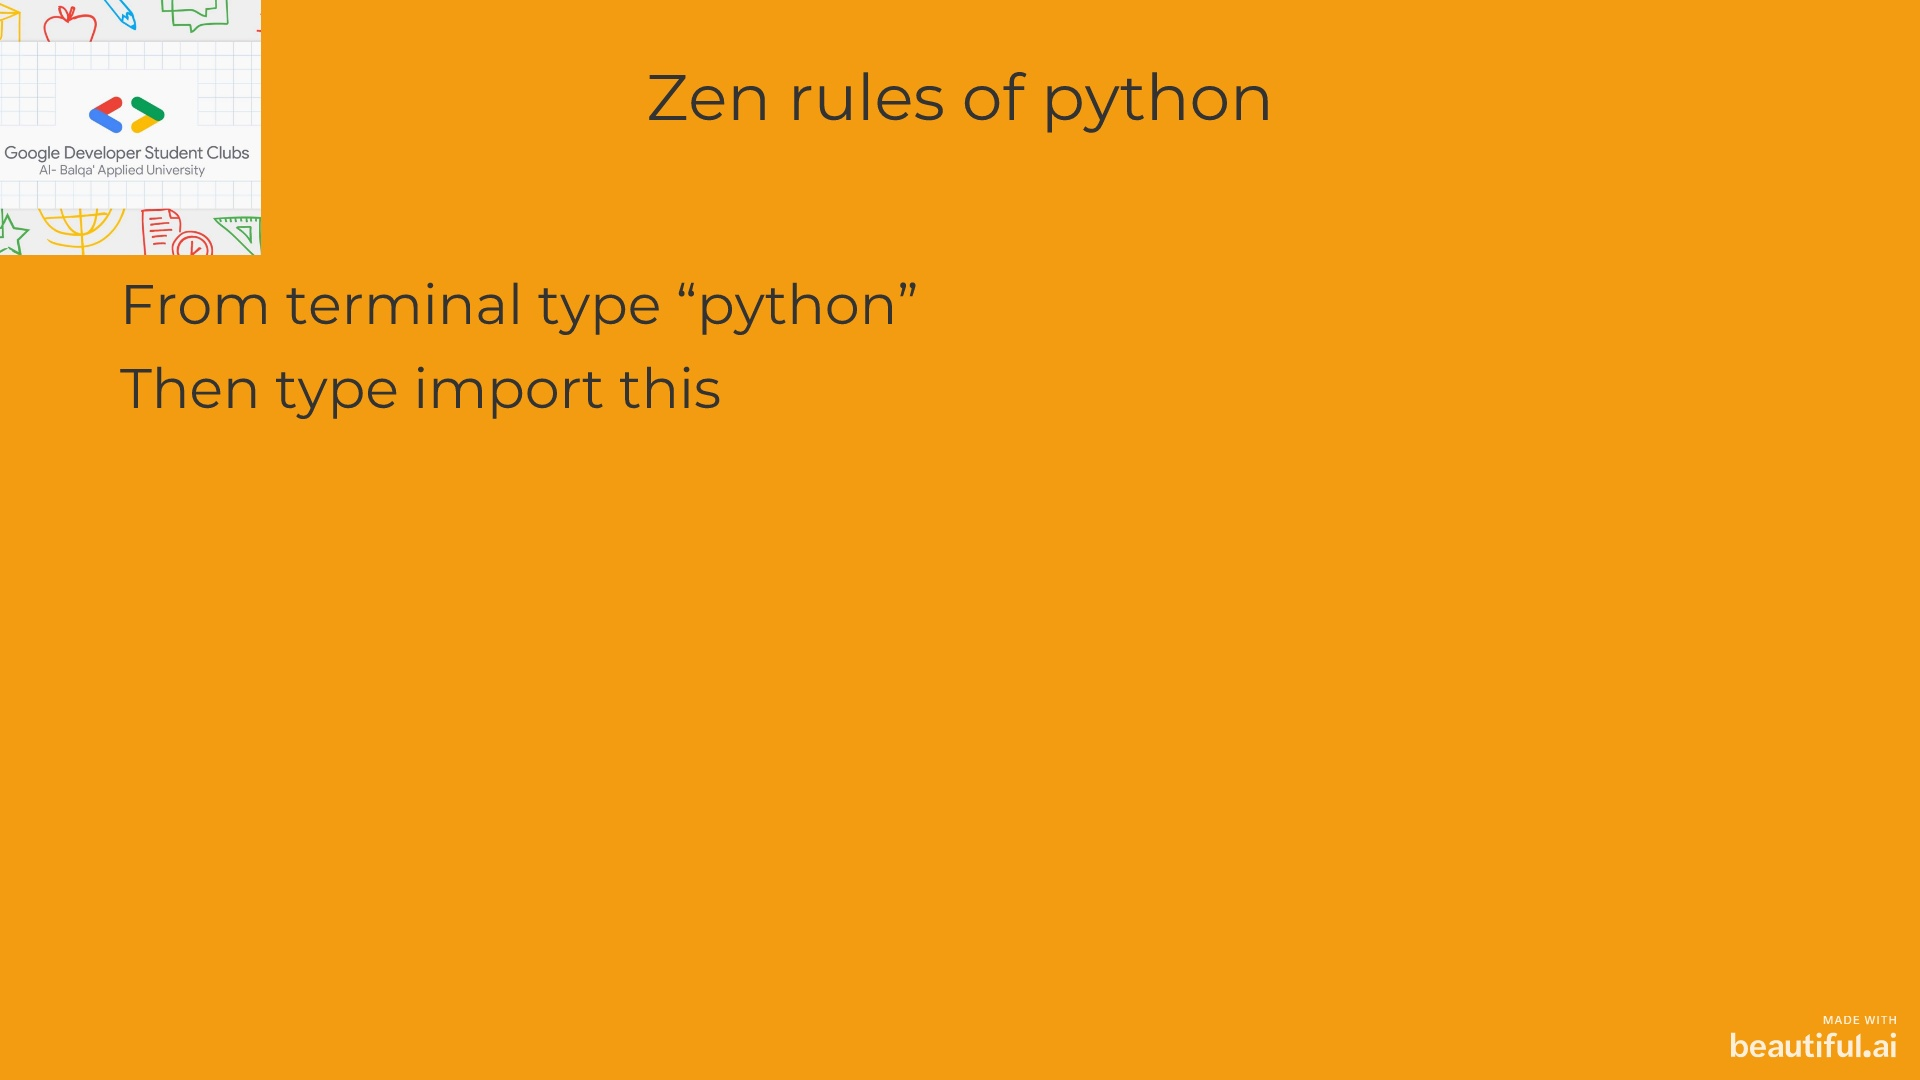 Google Developer Student Clubs
Al- Balqa' Applied University
Zen rules of python
From terminal type “python”
Then type import this
MADE WITH
beautiful.ai